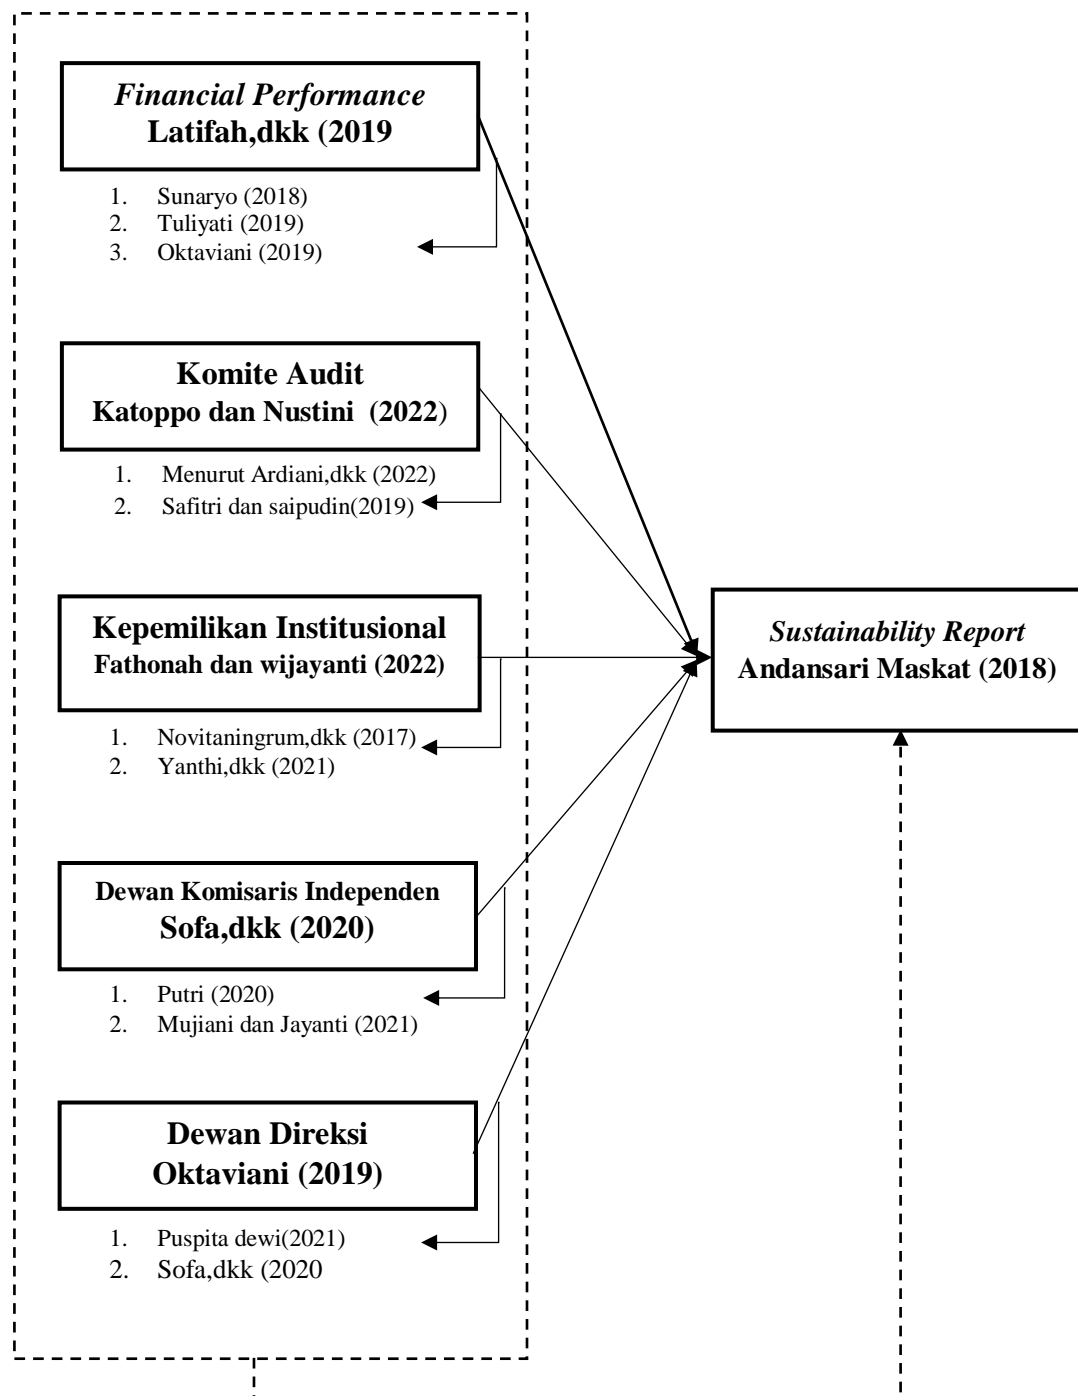 Financial Performance
Latifah,dkk (2019
1. Sunaryo (2018)
2. Tuliyati (2019)
3. Oktaviani (2019)
Komite Audit
Katoppo dan Nustini (2022)
1. Menurut Ardiani,dkk (2022)
2. Safitri dan saipudin(2019)
Kepemilikan Institusional
Fathonah dan wijayanti (2022)
1. Novitaningrum,dkk (2017)
2. Yanthi,dkk (2021)
Sustainability Report
Andansari Maskat (2018)
Dewan Komisaris Independen
Sofa,dkk (2020)
1. Putri (2020)
2. Mujiani dan Jayanti (2021)
Dewan Direksi
Oktaviani (2019)
1. Puspita dewi(2021)
2. Sofa,dkk (2020